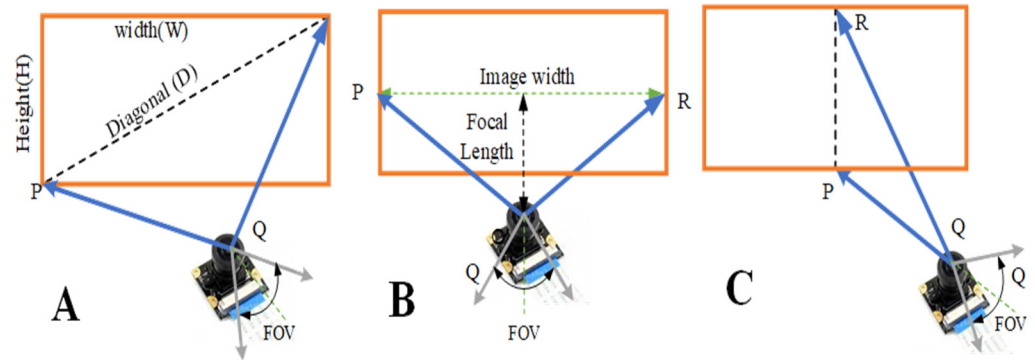 width(W)
Height(H)
Diagonal (D)
P
Q
FOV
A
P
Image width
R
Focal
Length
Q
FOV
B
R
P
Q
Q
FOV
C